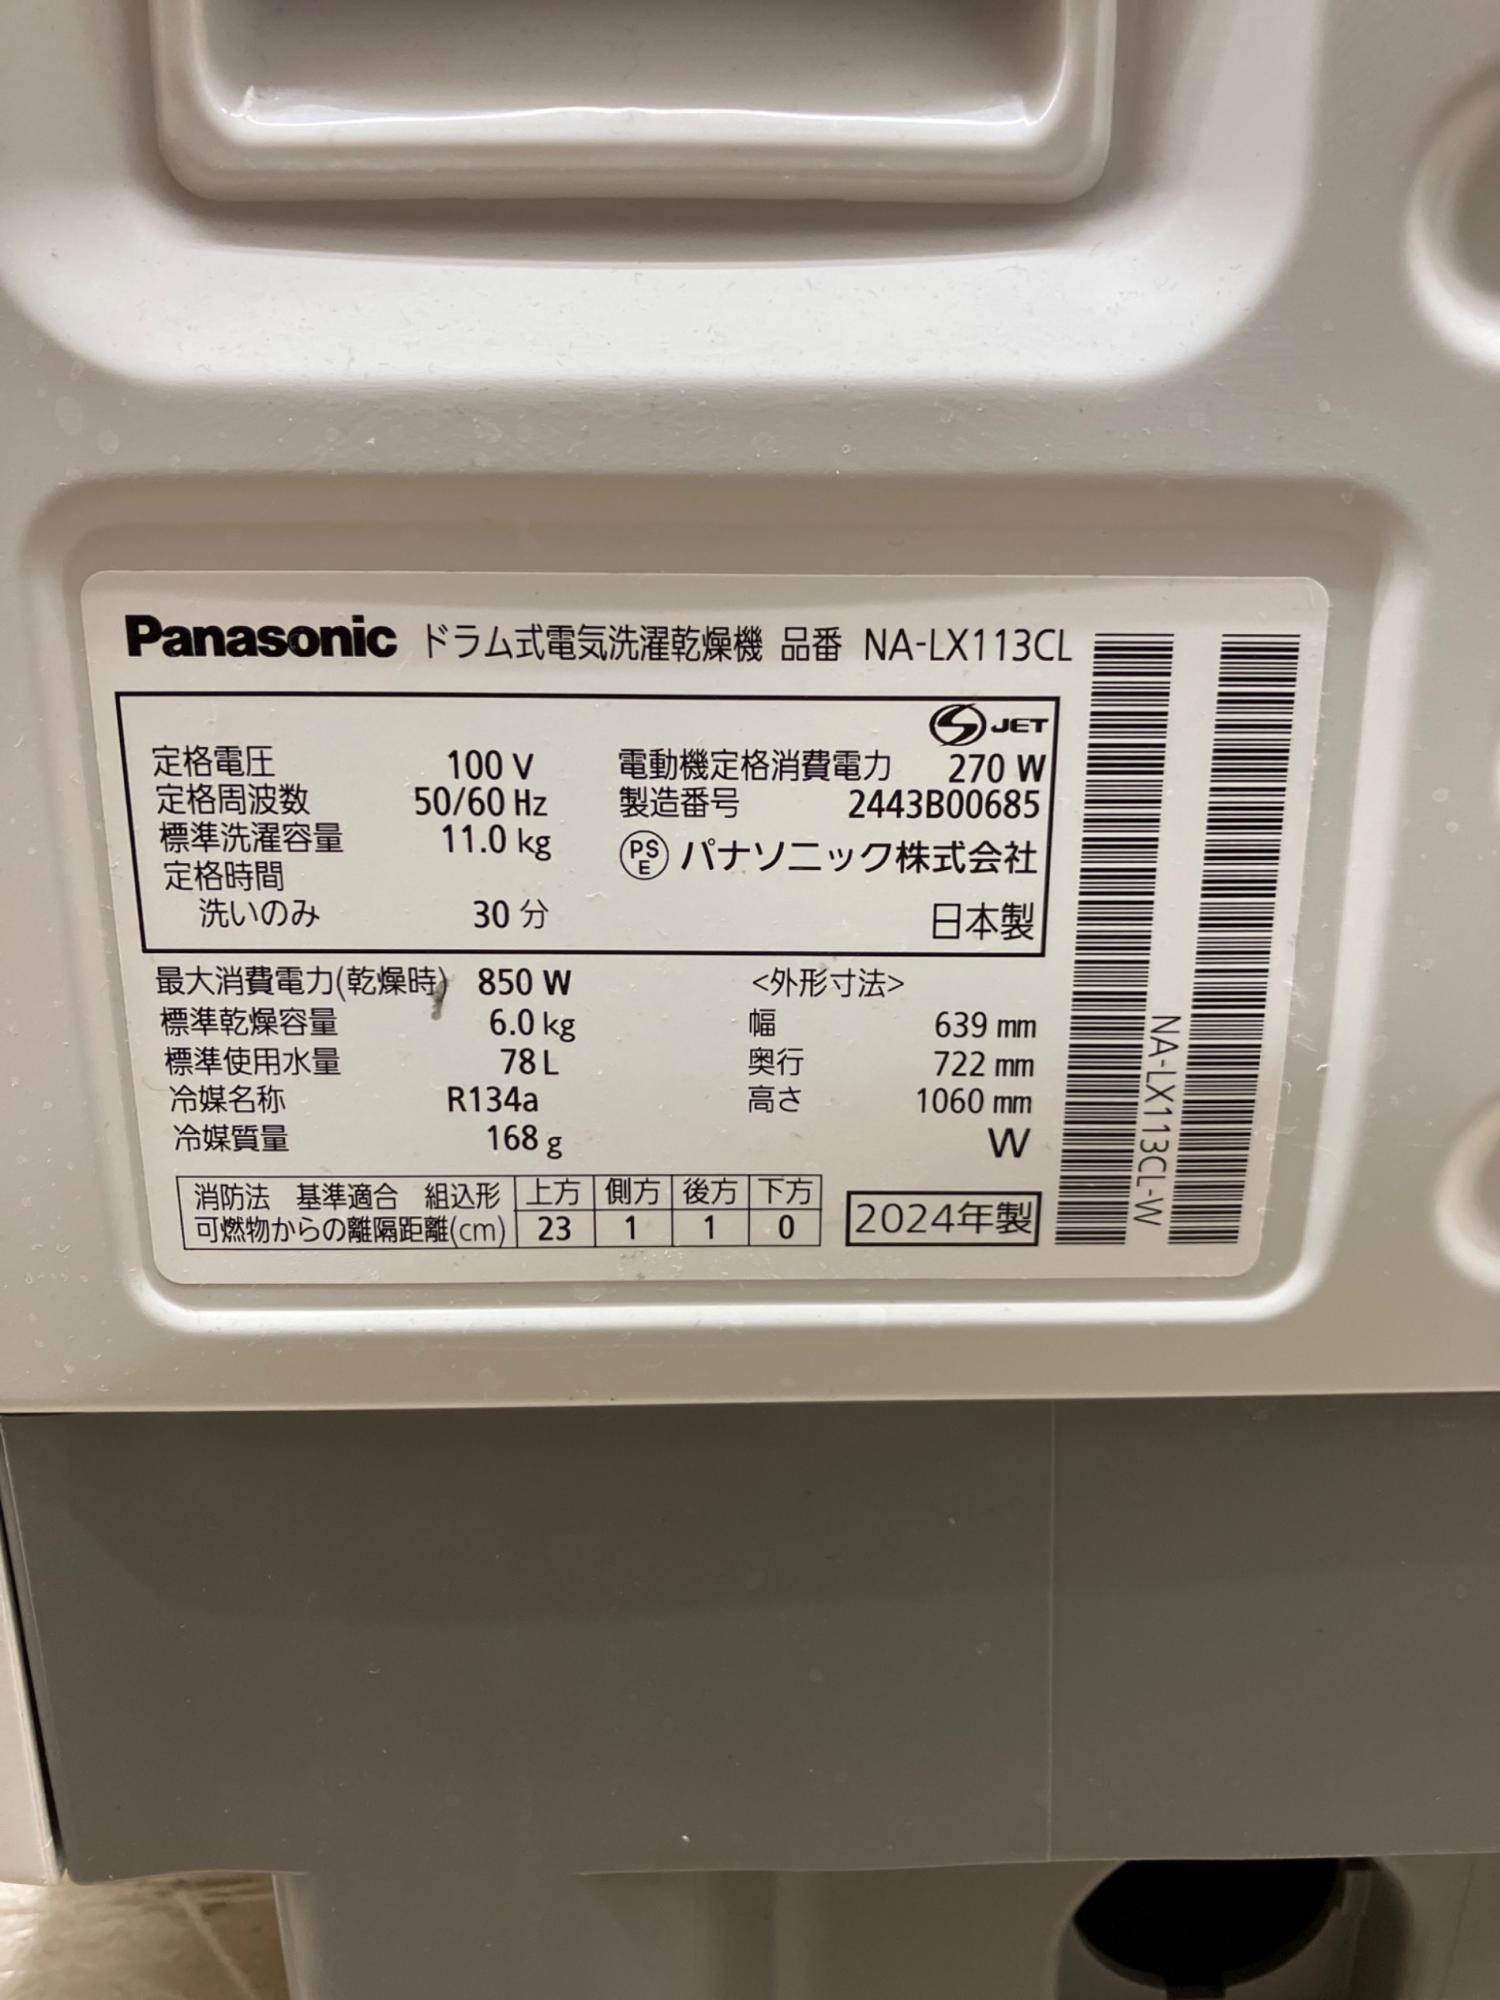 Panasonic ドラム式電気洗濯乾燥機 品番 NA-LX113CL
S JET
定格電圧 100 V 電動機定格消費電力 270 W
定格周波数 50/60 Hz 製造番号 2443B00685
標準洗濯容量 11.0 kg
PS E パナソニック株式会社
定格時間
洗いのみ 30 分 日本製
最大消費電力(乾燥時) 850 W <外形寸法>
標準乾燥容量 6.0 kg 幅 639 mm
標準使用水量 78 L 奥行 722 mm
冷媒名称 R134a 高さ 1060 mm
冷媒質量 168 g W
消防法 基準適合 組込形 上方 側方 後方 下方
可燃物からの離隔距離(cm) 23 1 1 0
2024年製
NA-LX113CL-W